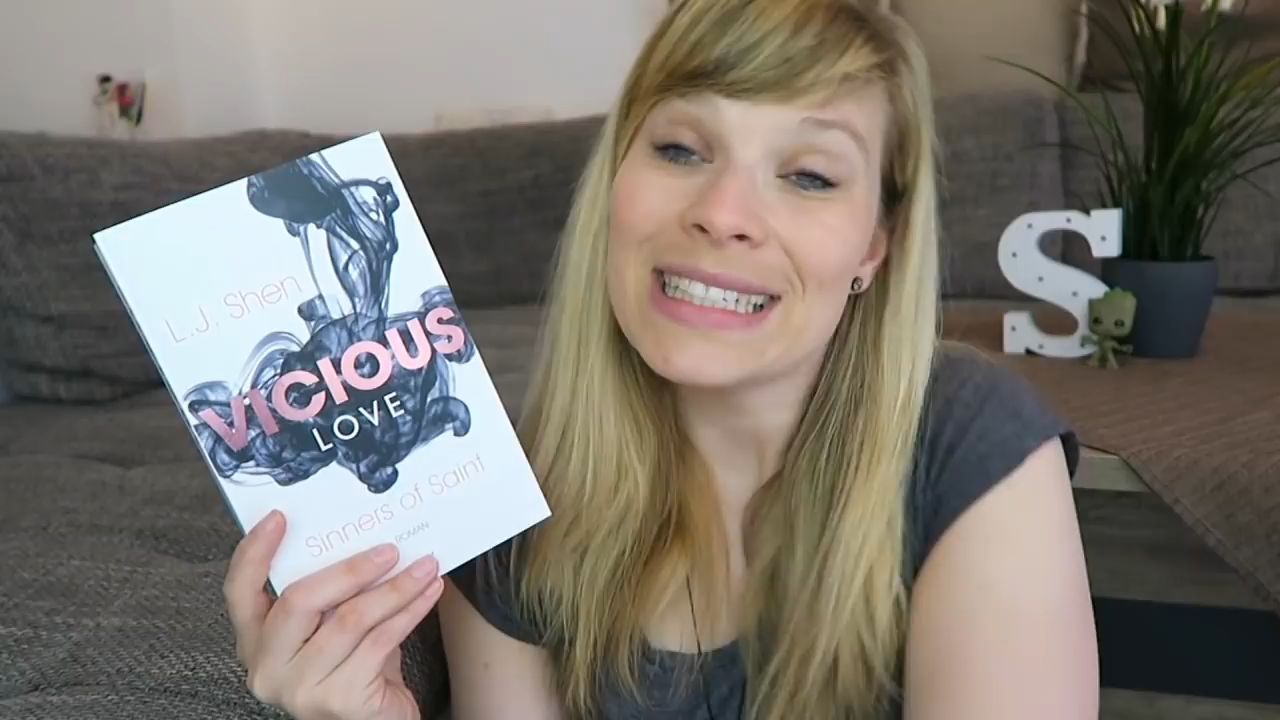 L.J. Shen
VICIOUS
LOVE
Sinners of Saint
ROMAN
S